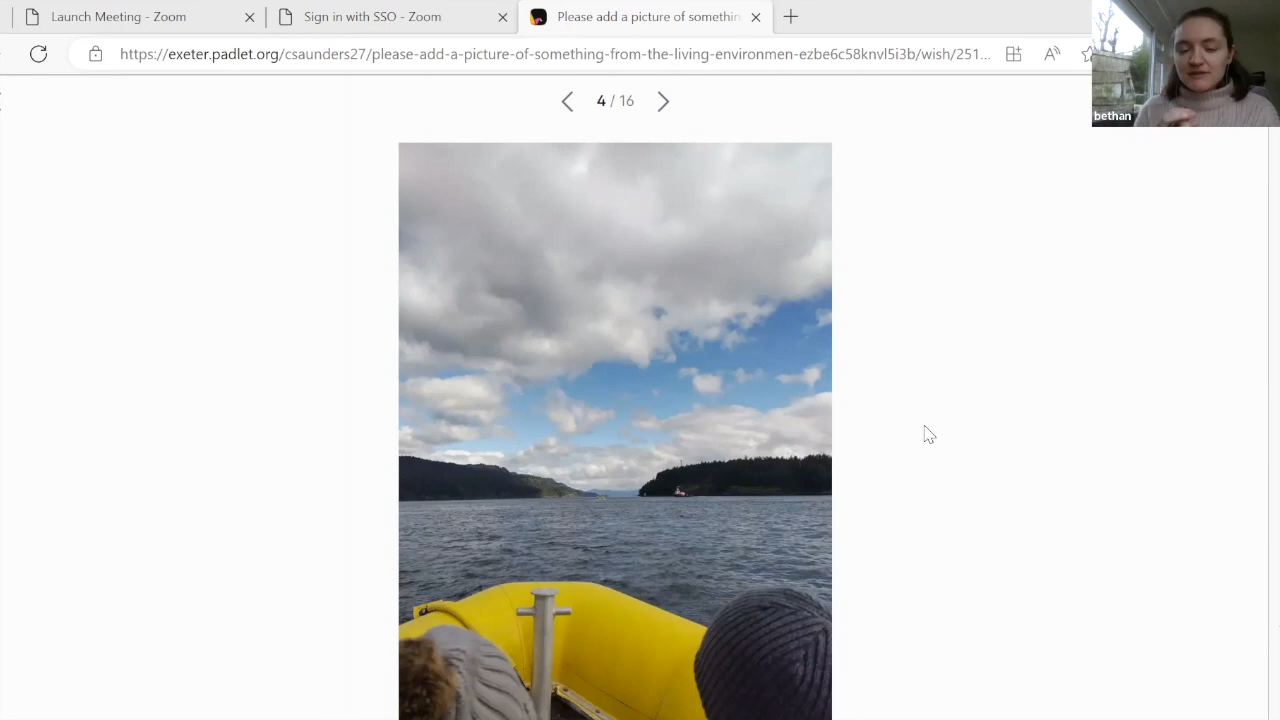 Launch Meeting - Zoom
Sign in with SSO - Zoom
Please add a picture of somethin
https://exeter.padlet.org/csaunders27/please-add-a-picture-of-something-from-the-living-environmen-ezbe6c58knvl5i3b/wish/251...
bethan
4 / 16